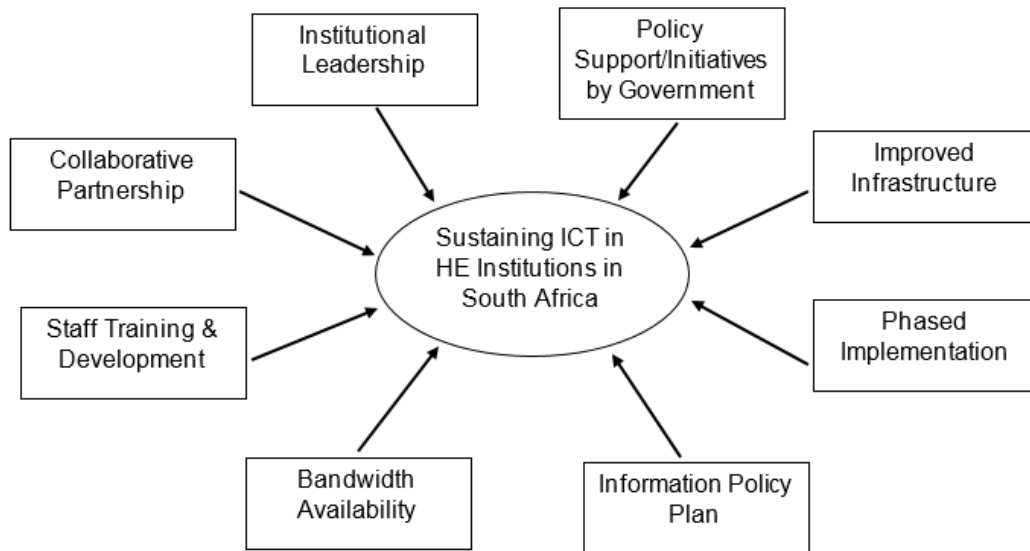 Institutional
Leadership
Policy
Support/Initiatives
by Government
Collaborative
Partnership
Improved
Infrastructure
Sustaining ICT in
HE Institutions in
South Africa
Staff Training &
Development
Phased
Implementation
Bandwidth
Availability
Information Policy
Plan